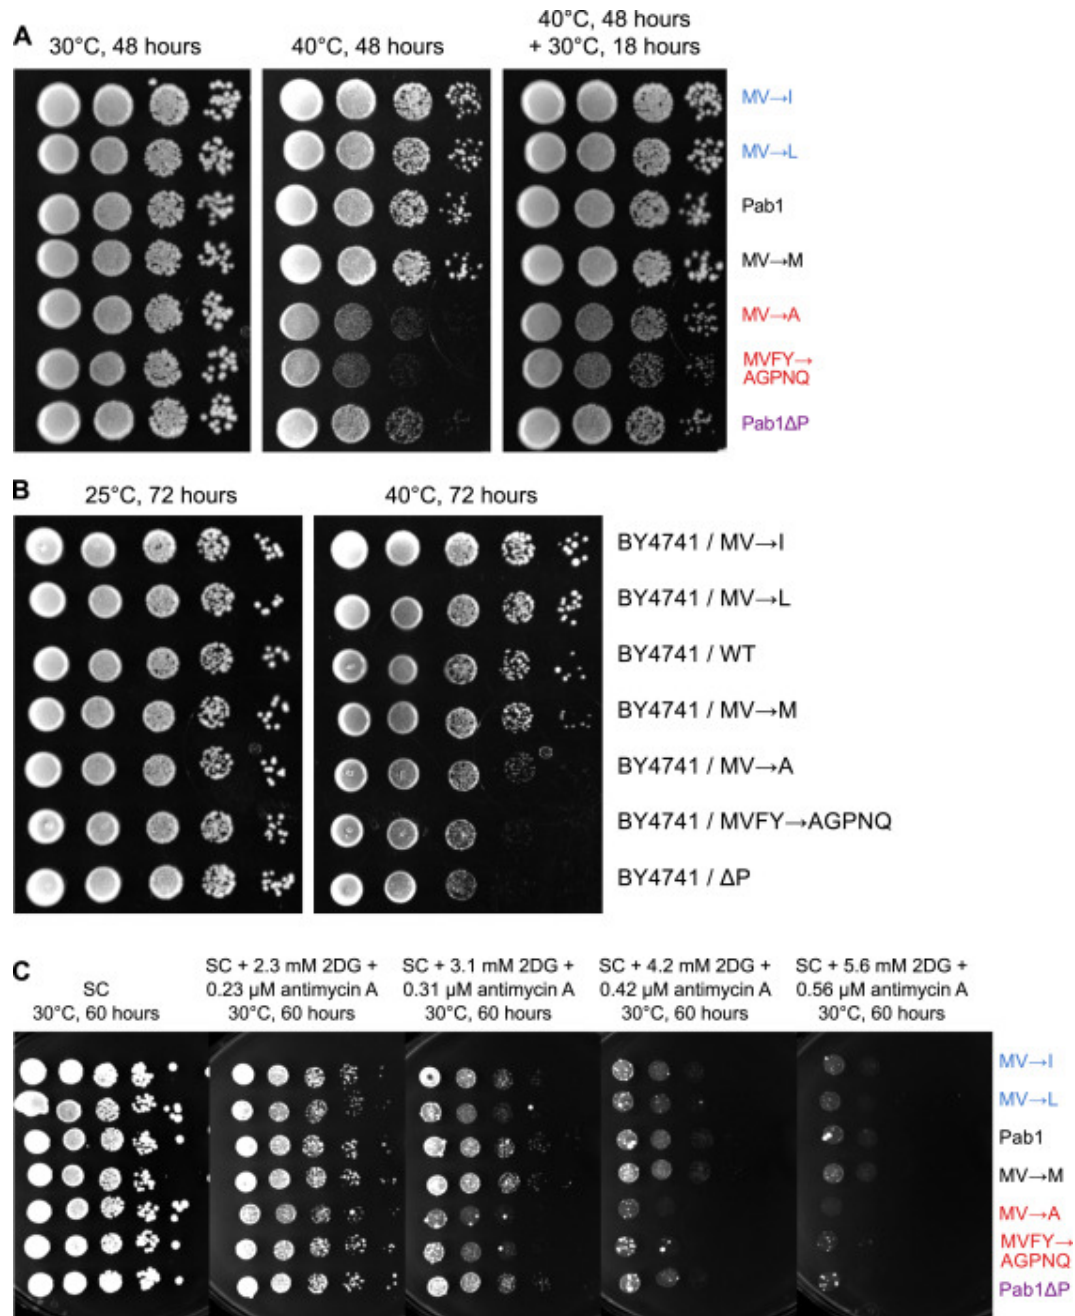 A
30°C, 48 hours
40°C, 48 hours
40°C, 48 hours
+ 30°C, 18 hours
MV→I
MV→L
Pab1
MV→M
MV→A
MVFY→
AGPNQ
Pab1ΔP
B
25°C, 72 hours
40°C, 72 hours
BY4741 / MV→I
BY4741 / MV→L
BY4741 / WT
BY4741 / MV→M
BY4741 / MV→A
BY4741 / MVFY→AGPNQ
BY4741 / ΔP
C
SC
30°C, 60 hours
SC + 2.3 mM 2DG +
0.23 µM antimycin A
30°C, 60 hours
SC + 3.1 mM 2DG +
0.31 µM antimycin A
30°C, 60 hours
SC + 4.2 mM 2DG +
0.42 µM antimycin A
30°C, 60 hours
SC + 5.6 mM 2DG +
0.56 µM antimycin A
30°C, 60 hours
MV→I
MV→L
Pab1
MV→M
MV→A
MVFY→
AGPNQ
Pab1ΔP